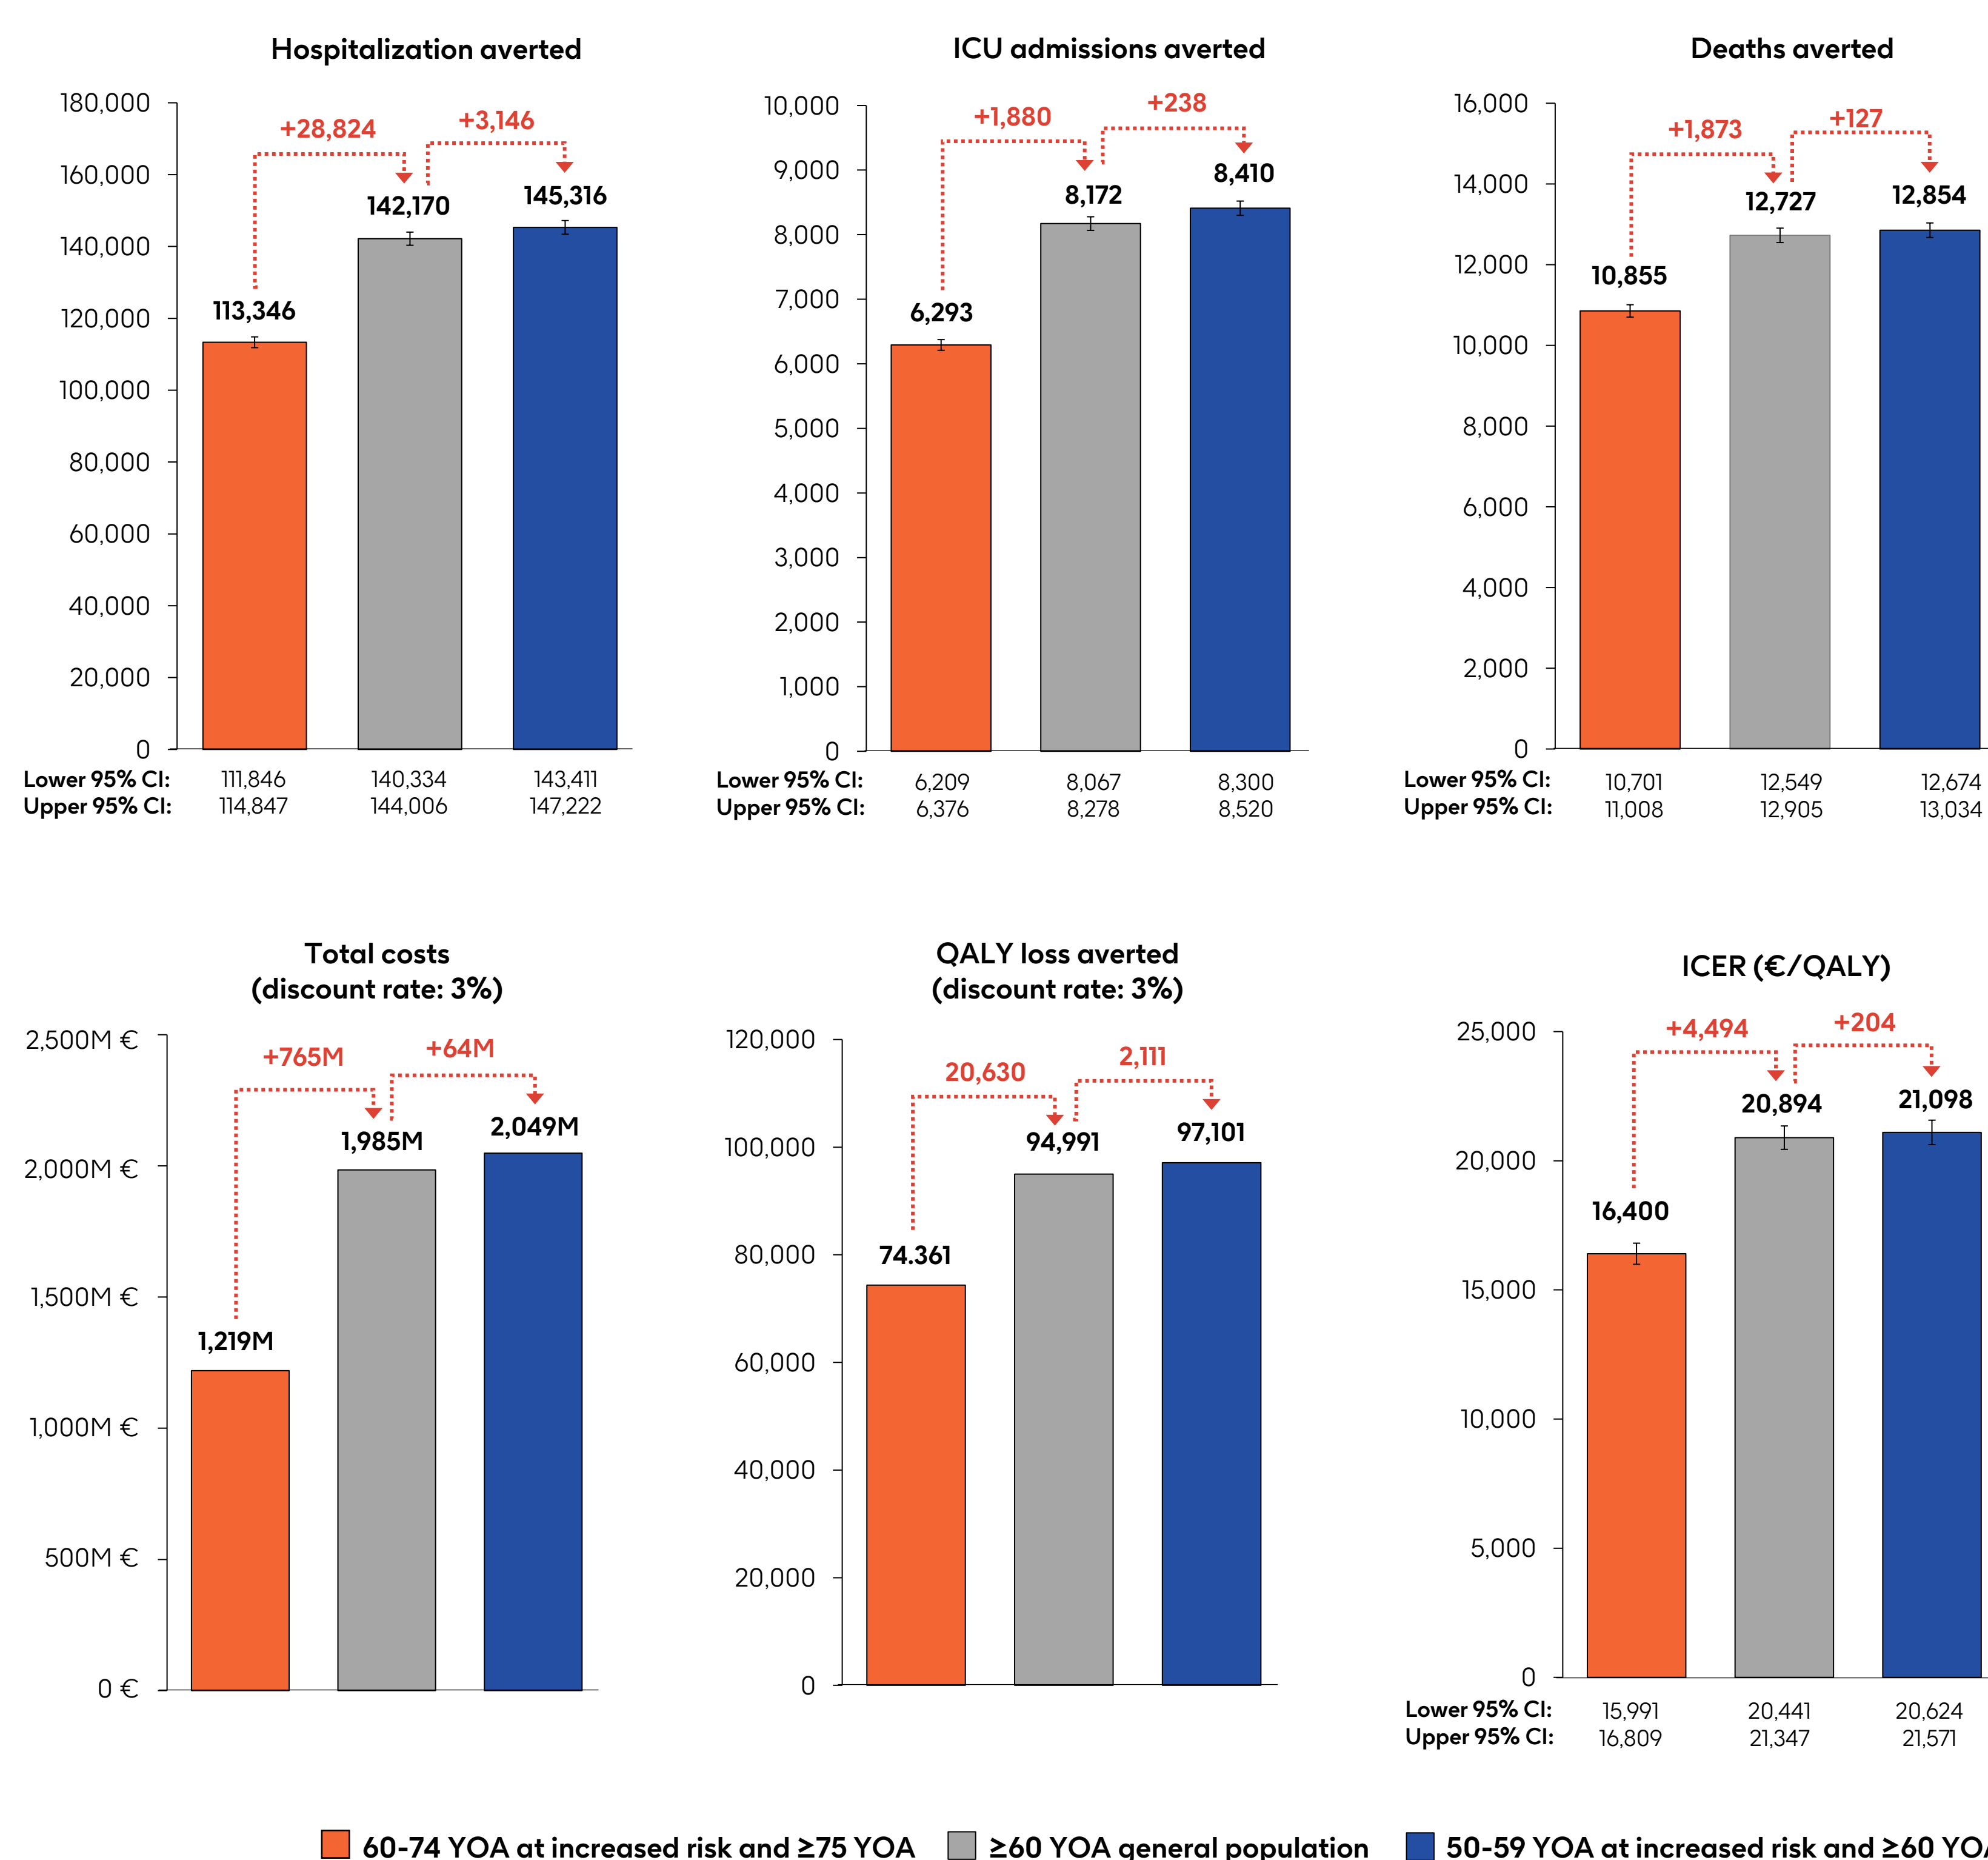 Hospitalization averted
180,000
160,000
140,000
120,000
100,000
80,000
60,000
40,000
20,000
0
+28,824
+3,146
113,346
142,170
145,316
Lower 95% CI: 111,846 140,334 143,411
Upper 95% CI: 114,847 144,006 147,222
ICU admissions averted
10,000
9,000
8,000
7,000
6,000
5,000
4,000
3,000
2,000
1,000
0
+1,880
+238
6,293
8,172
8,410
Lower 95% CI: 6,209 8,067 8,300
Upper 95% CI: 6,376 8,278 8,520
Deaths averted
16,000
14,000
12,000
10,000
8,000
6,000
4,000
2,000
0
+1,873
+127
10,855
12,727
12,854
Lower 95% CI: 10,701 12,549 12,674
Upper 95% CI: 11,008 12,905 13,034
Total costs
(discount rate: 3%)
2,500M €
2,000M €
1,500M €
1,000M €
500M €
0 €
+765M
+64M
1,219M
1,985M
2,049M
QALY loss averted
(discount rate: 3%)
120,000
100,000
80,000
60,000
40,000
20,000
0
20,630
2,111
74.361
94,991
97,101
ICER (€/QALY)
25,000
20,000
15,000
10,000
5,000
0
+4,494
+204
16,400
20,894
21,098
Lower 95% CI: 15,991 20,441 20,624
Upper 95% CI: 16,809 21,347 21,571
60-74 YOA at increased risk and ≥75 YOA
≥60 YOA general population
50-59 YOA at increased risk and ≥60